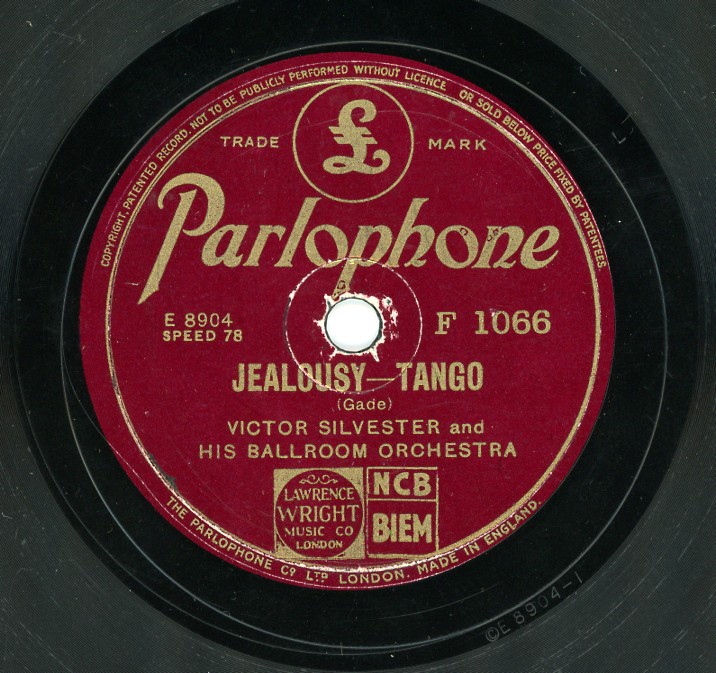 COPYRIGHT, PATENTED RECORD. NOT TO BE PUBLICLY PERFORMED WITHOUT LICENCE OR SOLD BELOW PRICE FIXED BY PATENTEES.
£
TRADE MARK
Parlophone
E 8904
SPEED 78
F 1066
JEALOUSY—TANGO
(Gade)
VICTOR SILVESTER and
HIS BALLROOM ORCHESTRA
LAWRENCE
WRIGHT
MUSIC CO
LONDON
NCB
BIEM
THE PARLOPHONE Cº LTD LONDON. MADE IN ENGLAND.
©E 8904-1